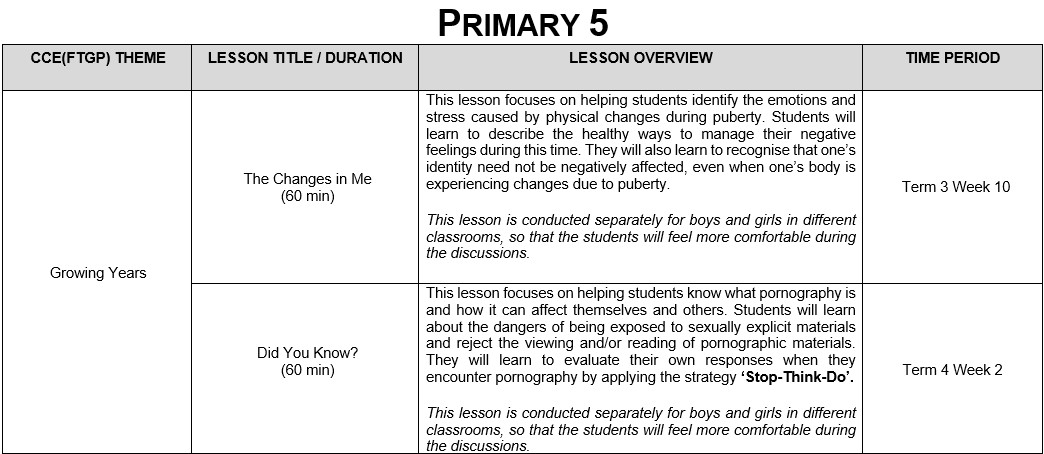 PRIMARY 5
CCE(FTGP) THEME
LESSON TITLE / DURATION
LESSON OVERVIEW
TIME PERIOD
Growing Years
The Changes in Me
(60 min)
This lesson focuses on helping students identify the emotions and
stress caused by physical changes during puberty. Students will
learn to describe the healthy ways to manage their negative
feelings during this time. They will also learn to recognise that one’s
identity need not be negatively affected, even when one’s body is
experiencing changes due to puberty.
This lesson is conducted separately for boys and girls in different
classrooms, so that the students will feel more comfortable during
the discussions.
Term 3 Week 10
Did You Know?
(60 min)
This lesson focuses on helping students know what pornography is
and how it can affect themselves and others. Students will learn
about the dangers of being exposed to sexually explicit materials
and reject the viewing and/or reading of pornographic materials.
They will learn to evaluate their own responses when they
encounter pornography by applying the strategy ‘Stop-Think-Do’.
This lesson is conducted separately for boys and girls in different
classrooms, so that the students will feel more comfortable during
the discussions.
Term 4 Week 2